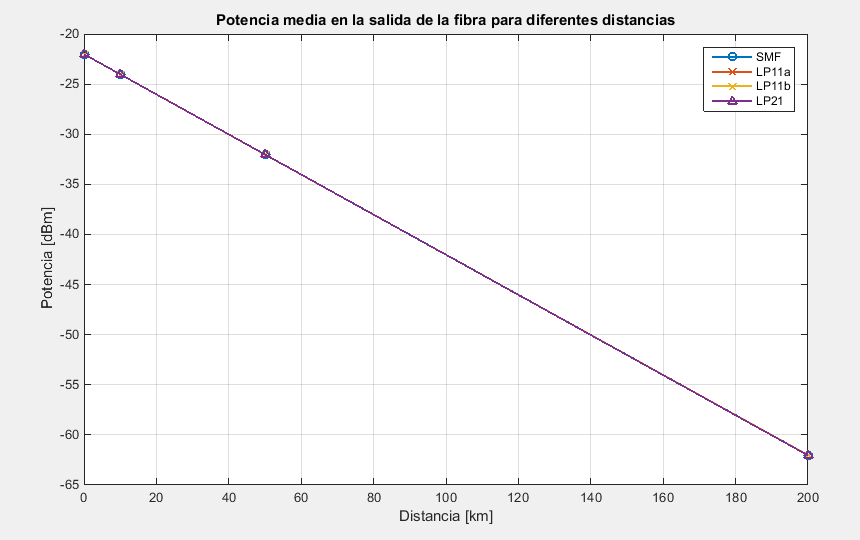 Potencia media en la salida de la fibra para diferentes distancias
-20
-25
-30
-35
-40
-45
-50
-55
-60
-65
Potencia [dBm]
SMF
LP11a
LP11b
LP21
0 20 40 60 80 100 120 140 160 180 200
Distancia [km]